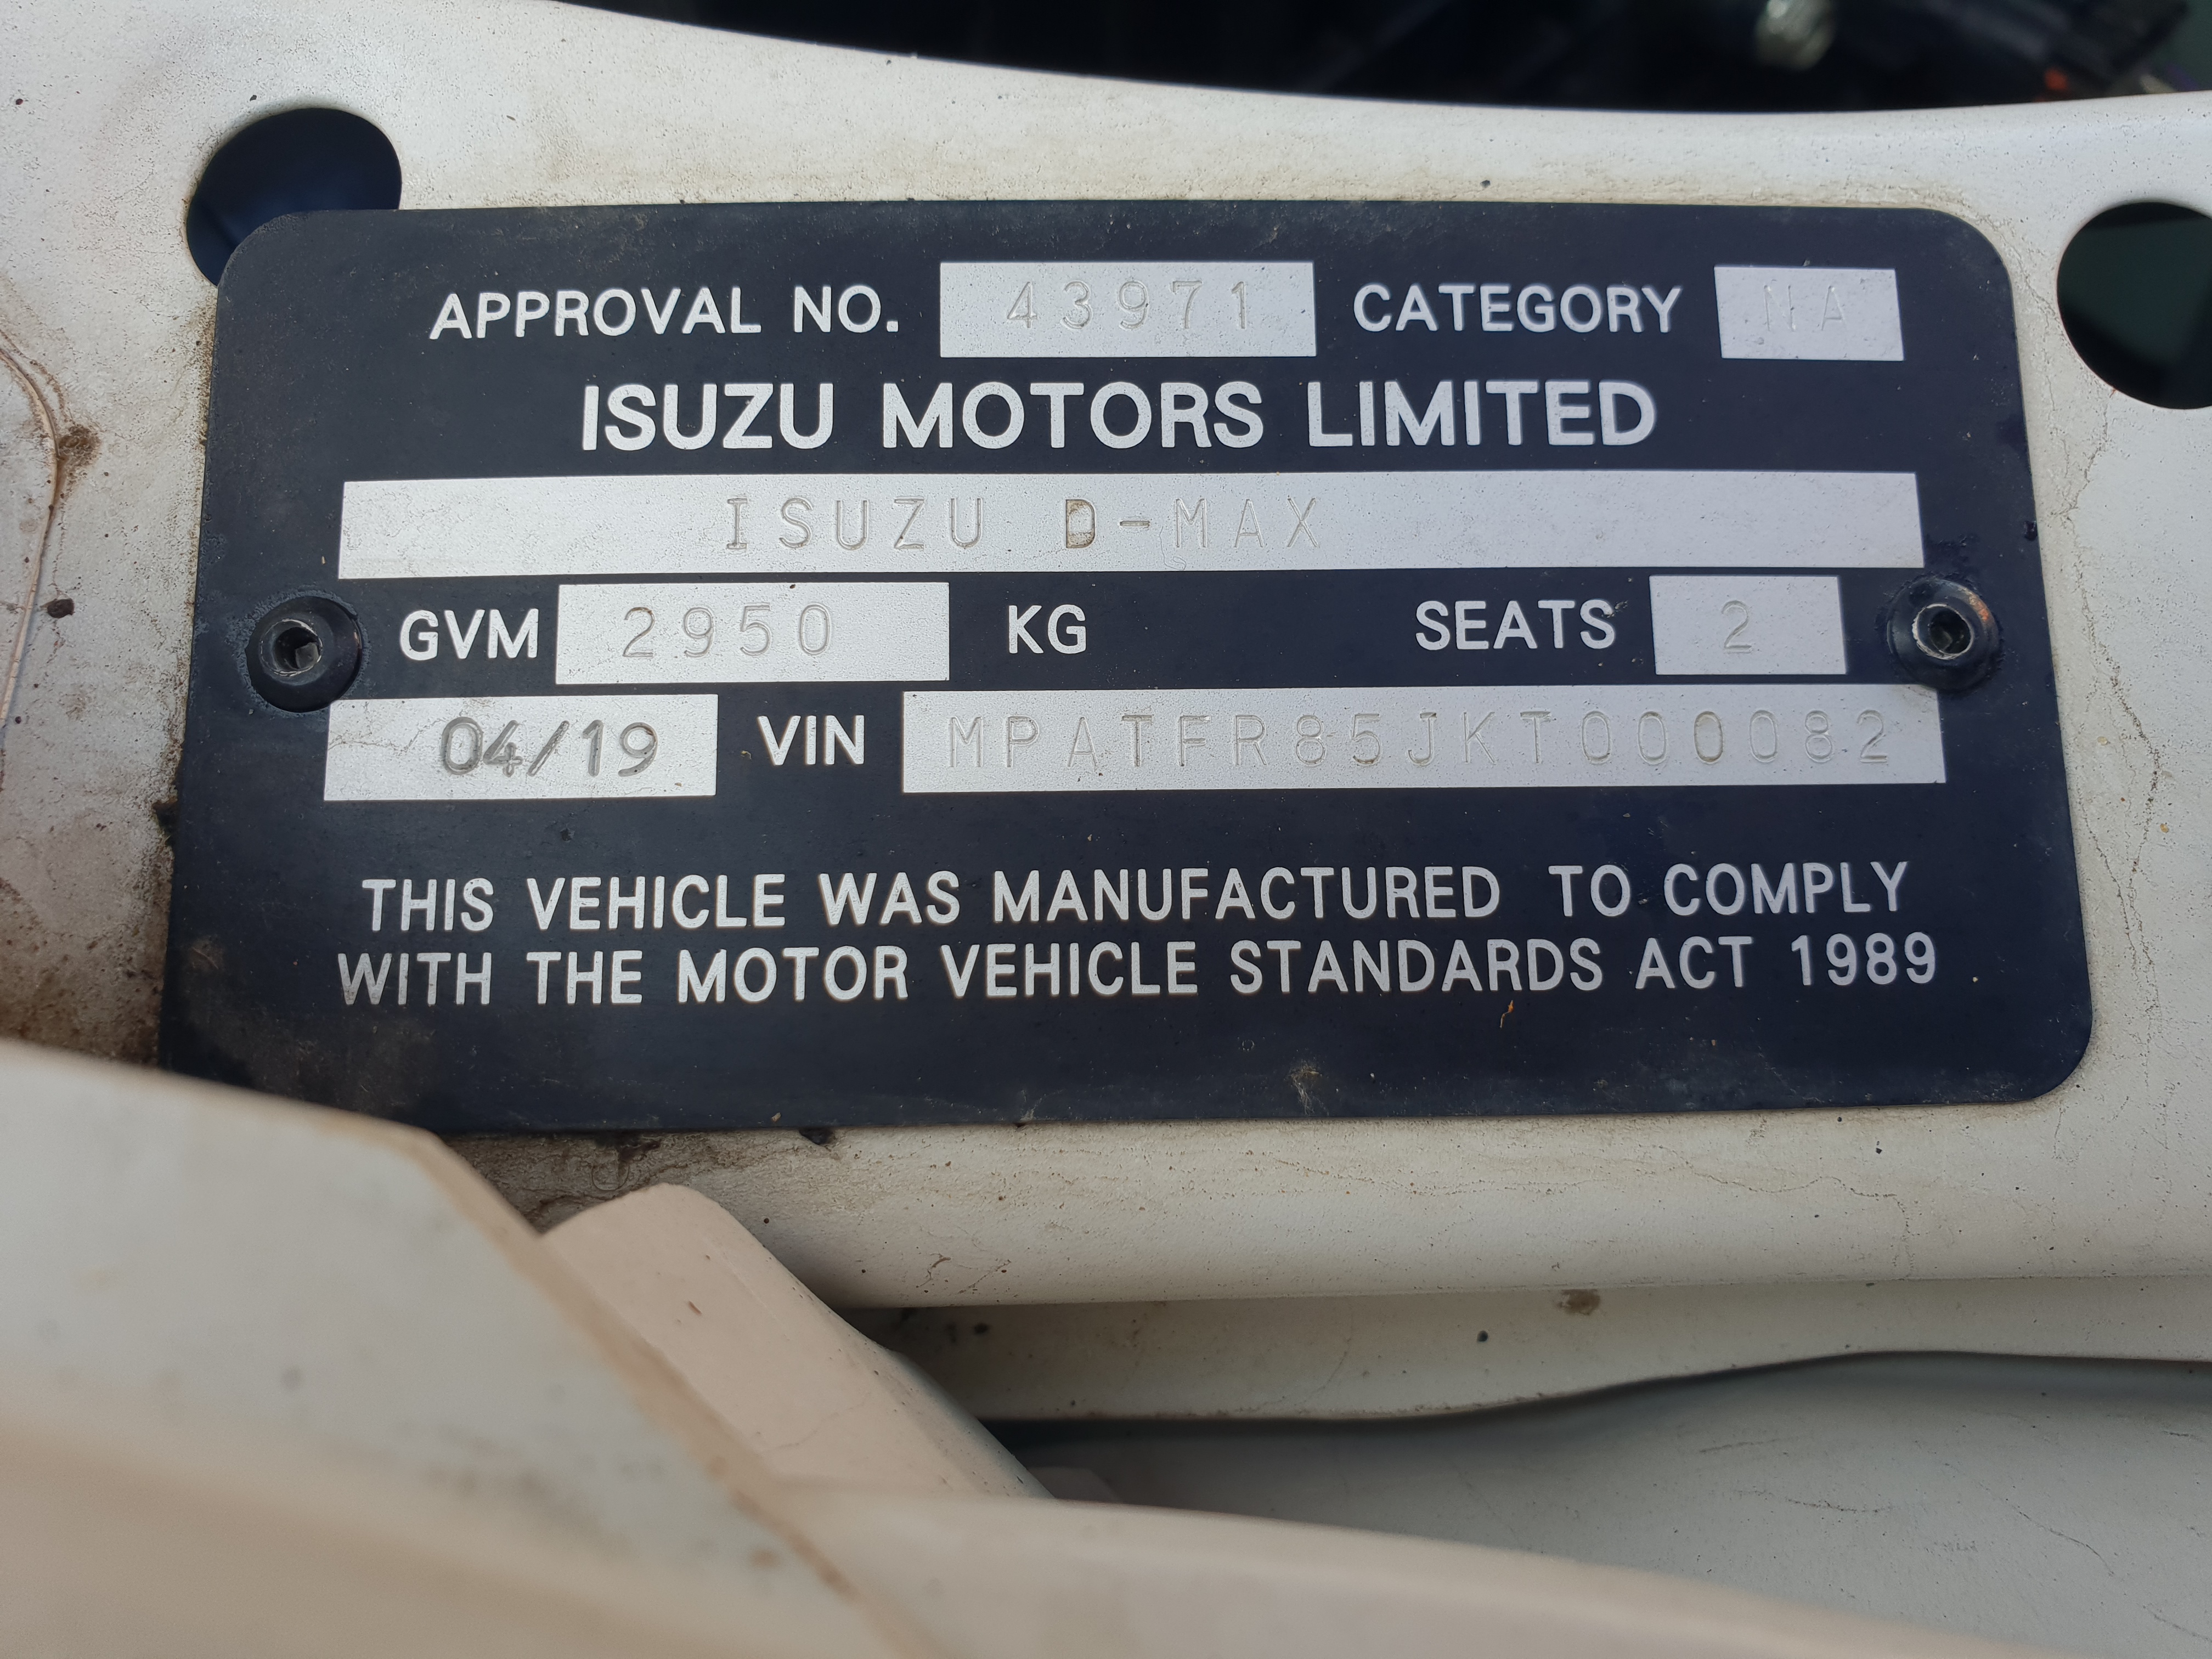 APPROVAL NO. 43971 CATEGORY NA
ISUZU MOTORS LIMITED
ISUZU D-MAX
GVM 2950 KG SEATS 2
04/19 VIN MPATFR85JKT000082
THIS VEHICLE WAS MANUFACTURED TO COMPLY
WITH THE MOTOR VEHICLE STANDARDS ACT 1989